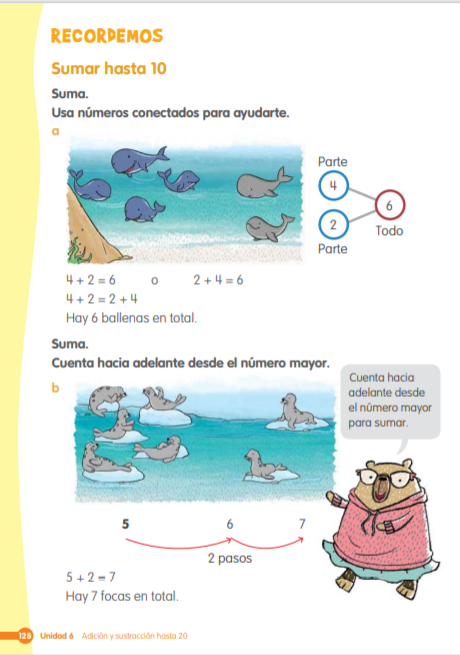 RECORDEMOS
Sumar hasta 10
Suma.
Usa números conectados para ayudarte.
a
Parte
4
6
2
Todo
Parte
4 + 2 = 6 o 2 + 4 = 6
4 + 2 = 2 + 4
Hay 6 ballenas en total.
Suma.
Cuenta hacia adelante desde el número mayor.
b
Cuenta hacia
adelante desde
el número mayor
para sumar.
5 6 7
2 pasos
5 + 2 = 7
Hay 7 focas en total.
128 Unidad 6 Adición y sustracción hasta 20